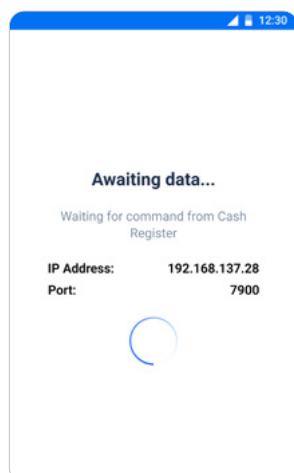 12:30
Awaiting data...
Waiting for command from Cash
Register
IP Address: 192.168.137.28
Port: 7900